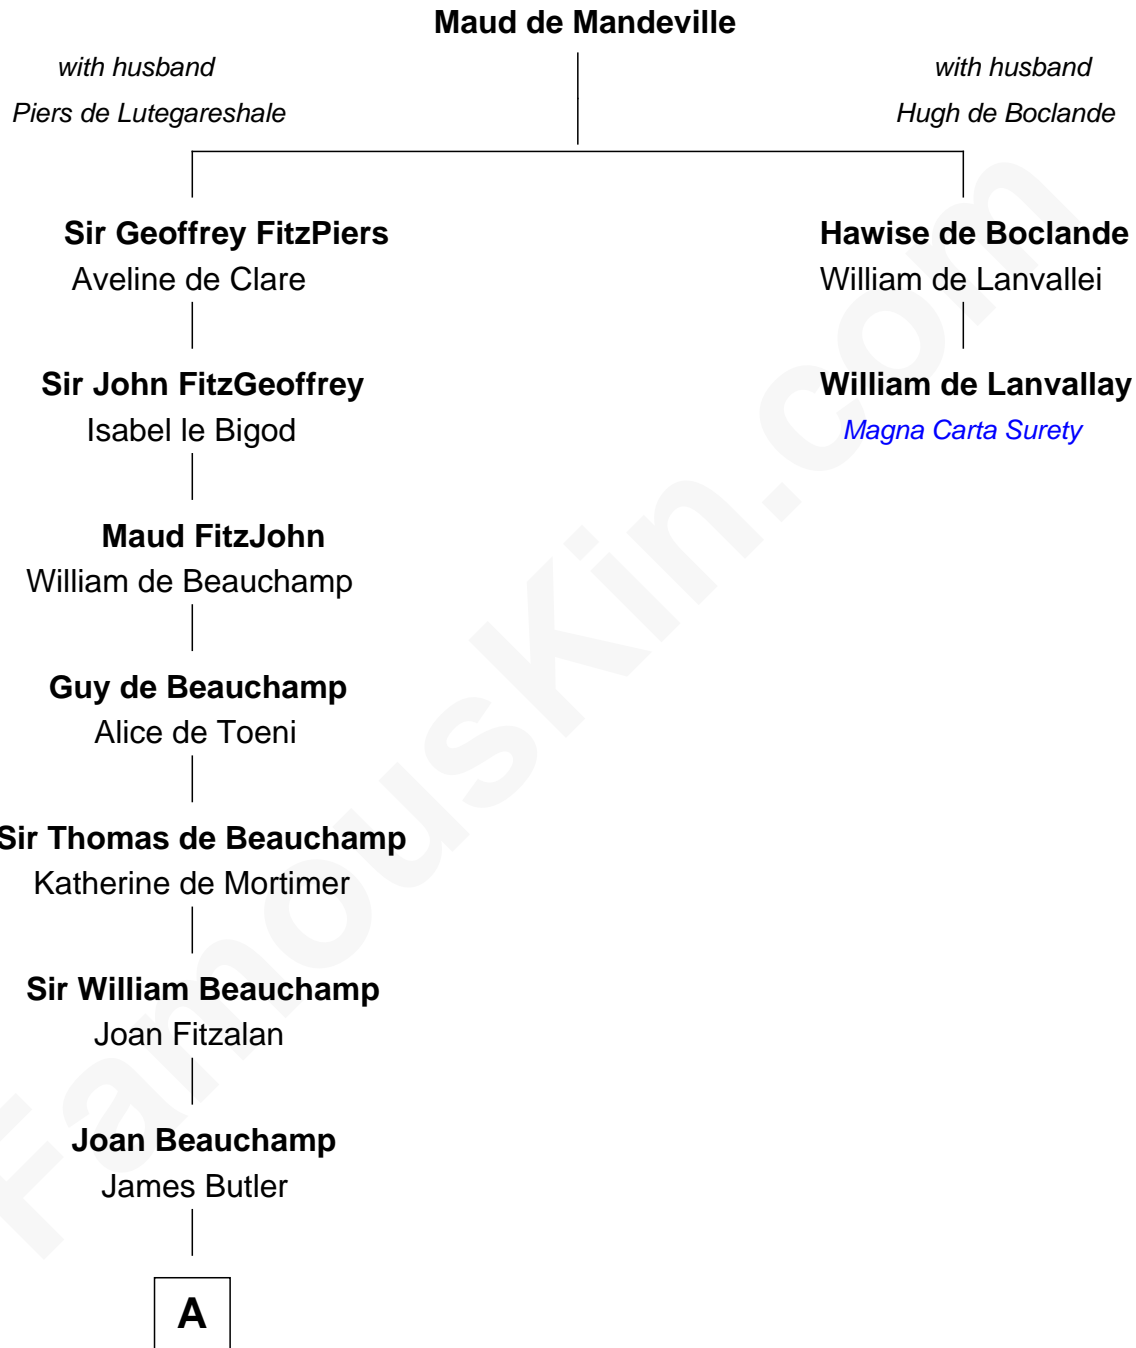 Maud de Mandeville
with husband
Piers de Lutegareshale
with husband
Hugh de Boclande
Sir Geoffrey FitzPiers
Aveline de Clare
Hawise de Boclande
William de Lanvallei
Sir John FitzGeoffrey
Isabel le Bigod
William de Lanvallay
Magna Carta Surety
Maud FitzJohn
William de Beauchamp
Guy de Beauchamp
Alice de Toeni
Sir Thomas de Beauchamp
Katherine de Mortimer
Sir William Beauchamp
Joan Fitzalan
Joan Beauchamp
James Butler
A
FamousKin.com